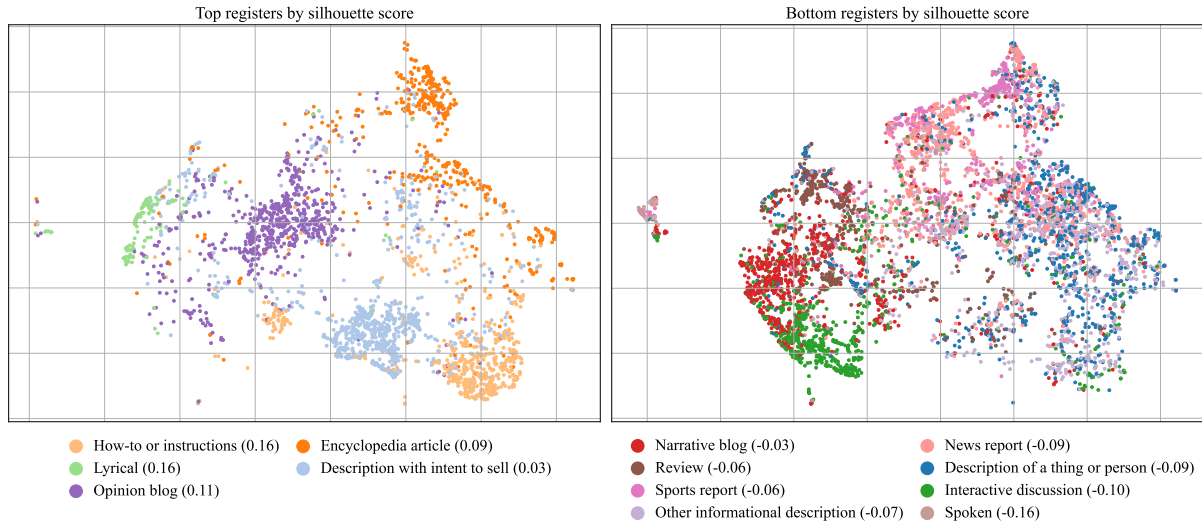 Top registers by silhouette score
How-to or instructions (0.16)
Lyrical (0.16)
Opinion blog (0.11)
Encyclopedia article (0.09)
Description with intent to sell (0.03)
Bottom registers by silhouette score
Narrative blog (-0.03)
Review (-0.06)
Sports report (-0.06)
Other informational description (-0.07)
News report (-0.09)
Description of a thing or person (-0.09)
Interactive discussion (-0.10)
Spoken (-0.16)